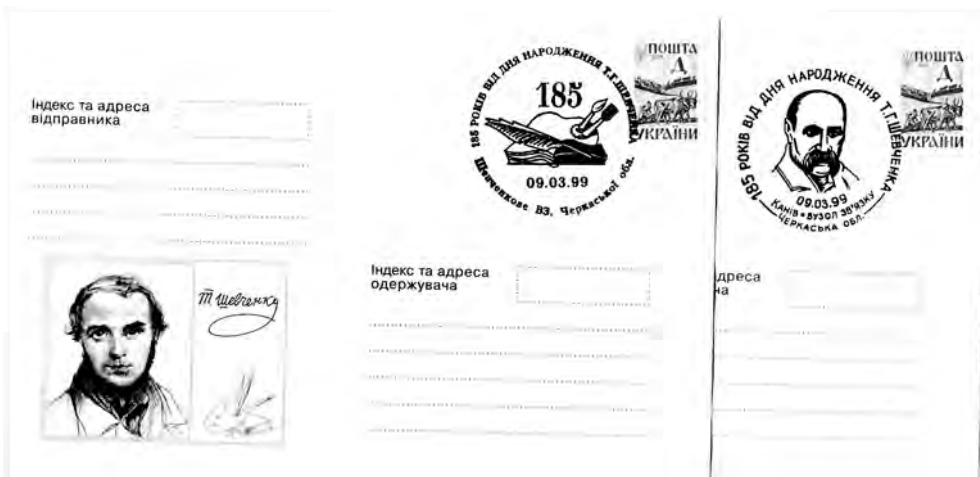 Індекс та адреса
відправника
Т Шевченко
185 РОКІВ ВІД ДНЯ НАРОДЖЕННЯ Т.Г.ШЕВЧЕНКА
185
09.03.99
Шевченкове ВЗ, Черкаської обл.
ПОШТА
Д
УКРАЇНИ
Індекс та адреса
одержувача
185 РОКІВ ВІД ДНЯ НАРОДЖЕННЯ Т.Г.ШЕВЧЕНКА
09.03.99
КАНІВ * ВУЗОЛ ЗВ'ЯЗКУ
ЧЕРКАСЬКА ОБЛ.
ПОШТА
Д
УКРАЇНИ
дреса
ча